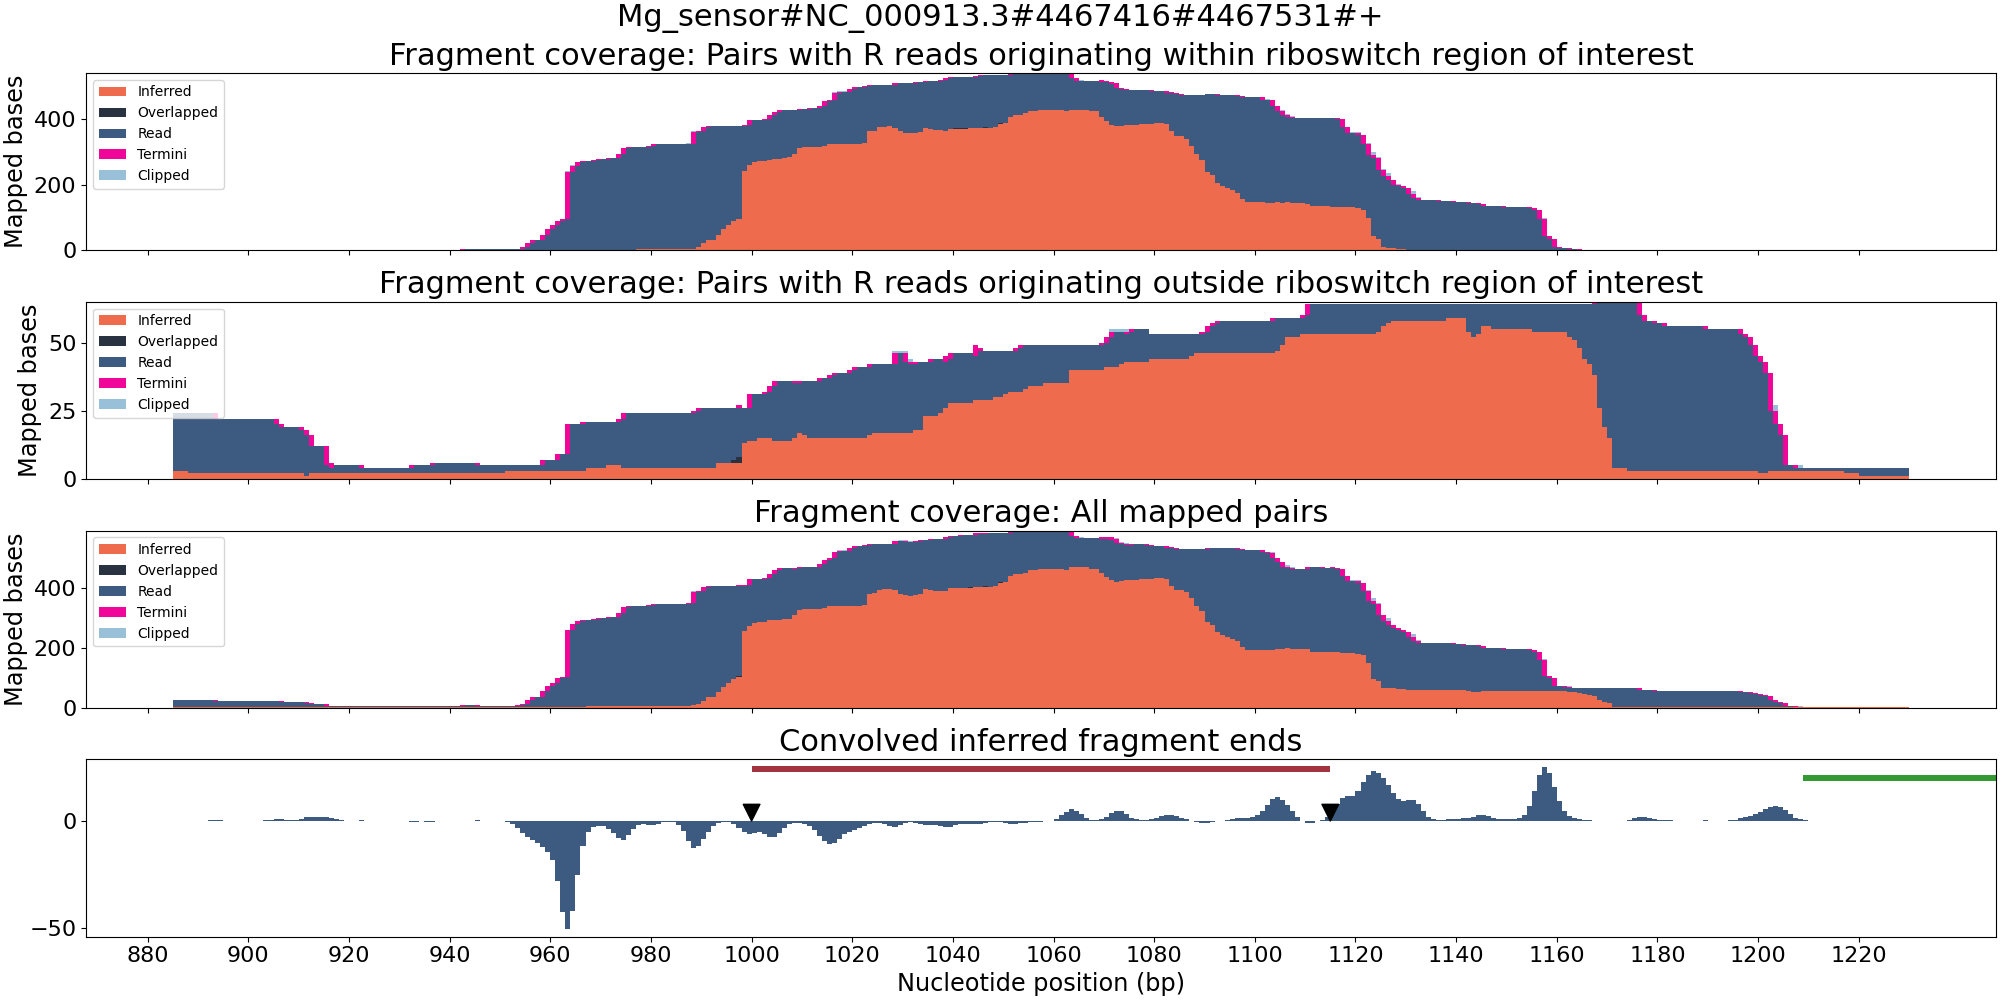 Mg_sensor#NC_000913.3#4467416#4467531#+
Fragment coverage: Pairs with R reads originating within riboswitch region of interest
Mapped bases
400
200
0
Inferred
Overlapped
Read
Termini
Clipped
Fragment coverage: Pairs with R reads originating outside riboswitch region of interest
Mapped bases
50
25
0
Inferred
Overlapped
Read
Termini
Clipped
Fragment coverage: All mapped pairs
Mapped bases
400
200
0
Inferred
Overlapped
Read
Termini
Clipped
Convolved inferred fragment ends
0
−50
880 900 920 940 960 980 1000 1020 1040 1060 1080 1100 1120 1140 1160 1180 1200 1220
Nucleotide position (bp)